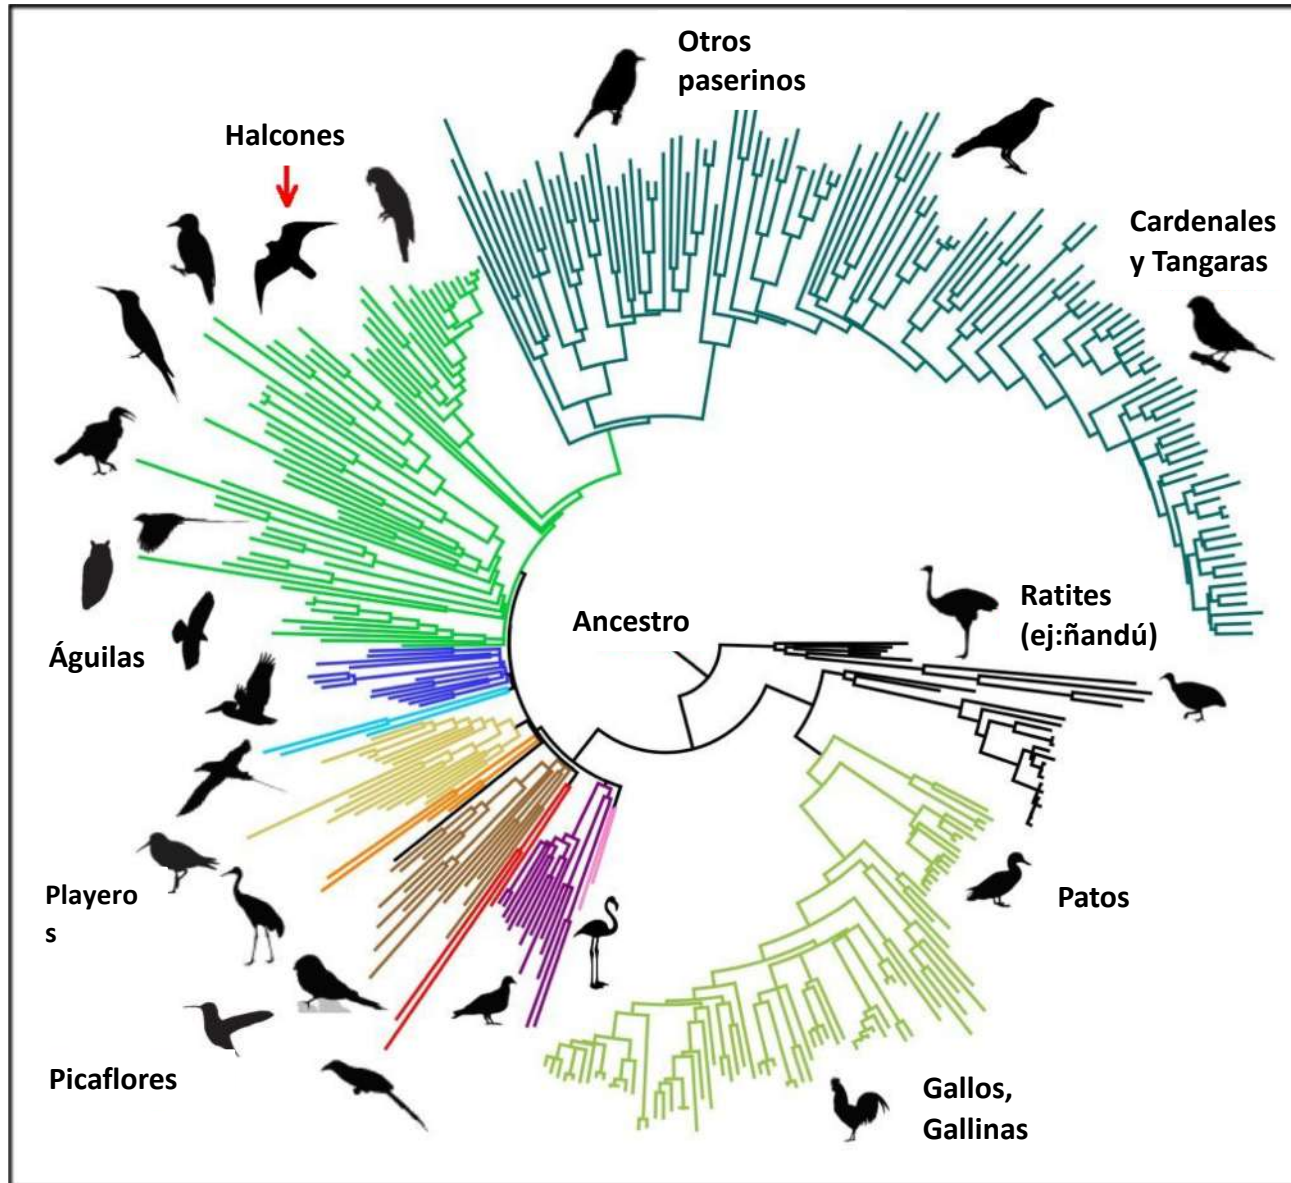 Otros
paserinos
Halcones
Cardenales
y Tangaras
Ancestro
Ratites
(ej:ñandú)
Águilas
Patos
Playero
s
Picaflores
Gallos,
Gallinas